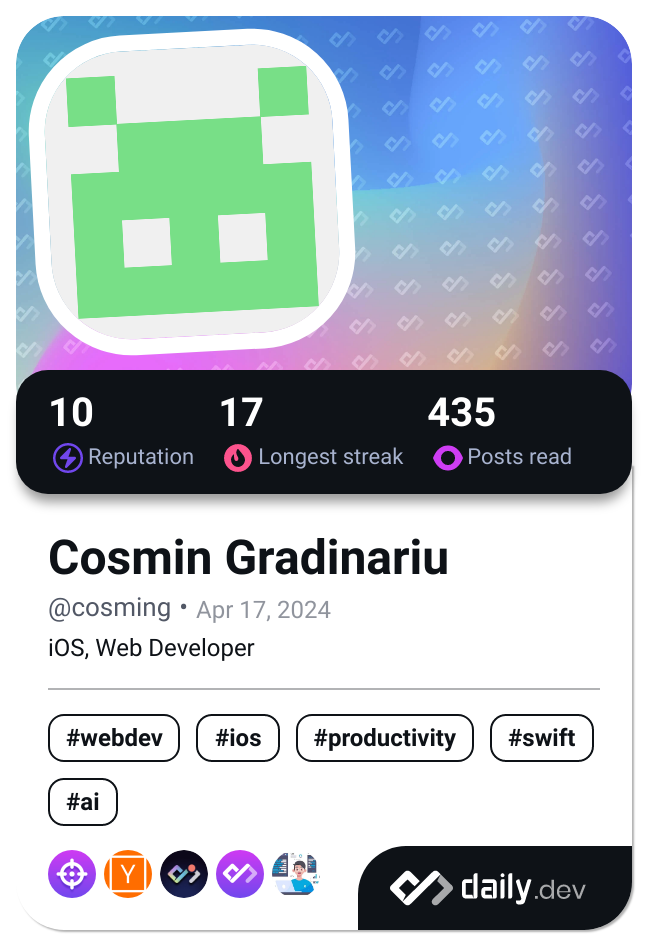 10 17 435
Reputation Longest streak Posts read
Cosmin Gradinariu
@cosming • Apr 17, 2024
iOS, Web Developer
#webdev #ios #productivity #swift
#ai
Y
daily.dev